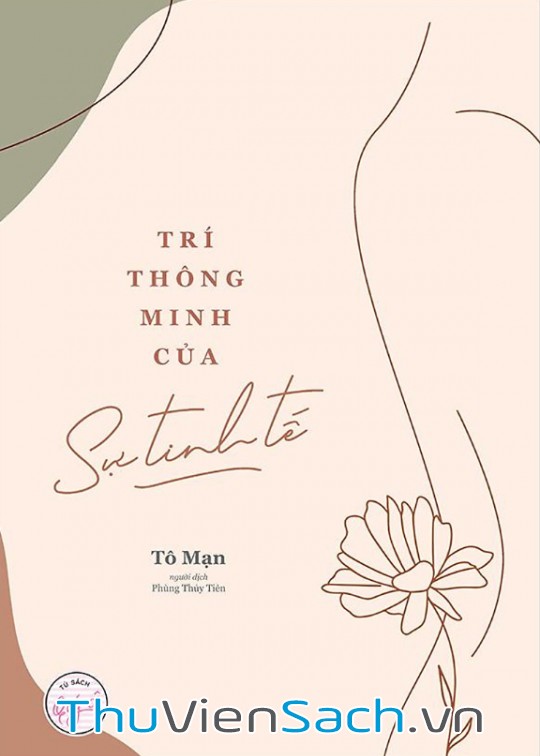 TRÍ
THÔNG
MINH
CỦA
Sự tinh tế
Tô Mạn
người dịch
Phùng Thủy Tiên
TỦ SÁCH
ThuVienSach.vn